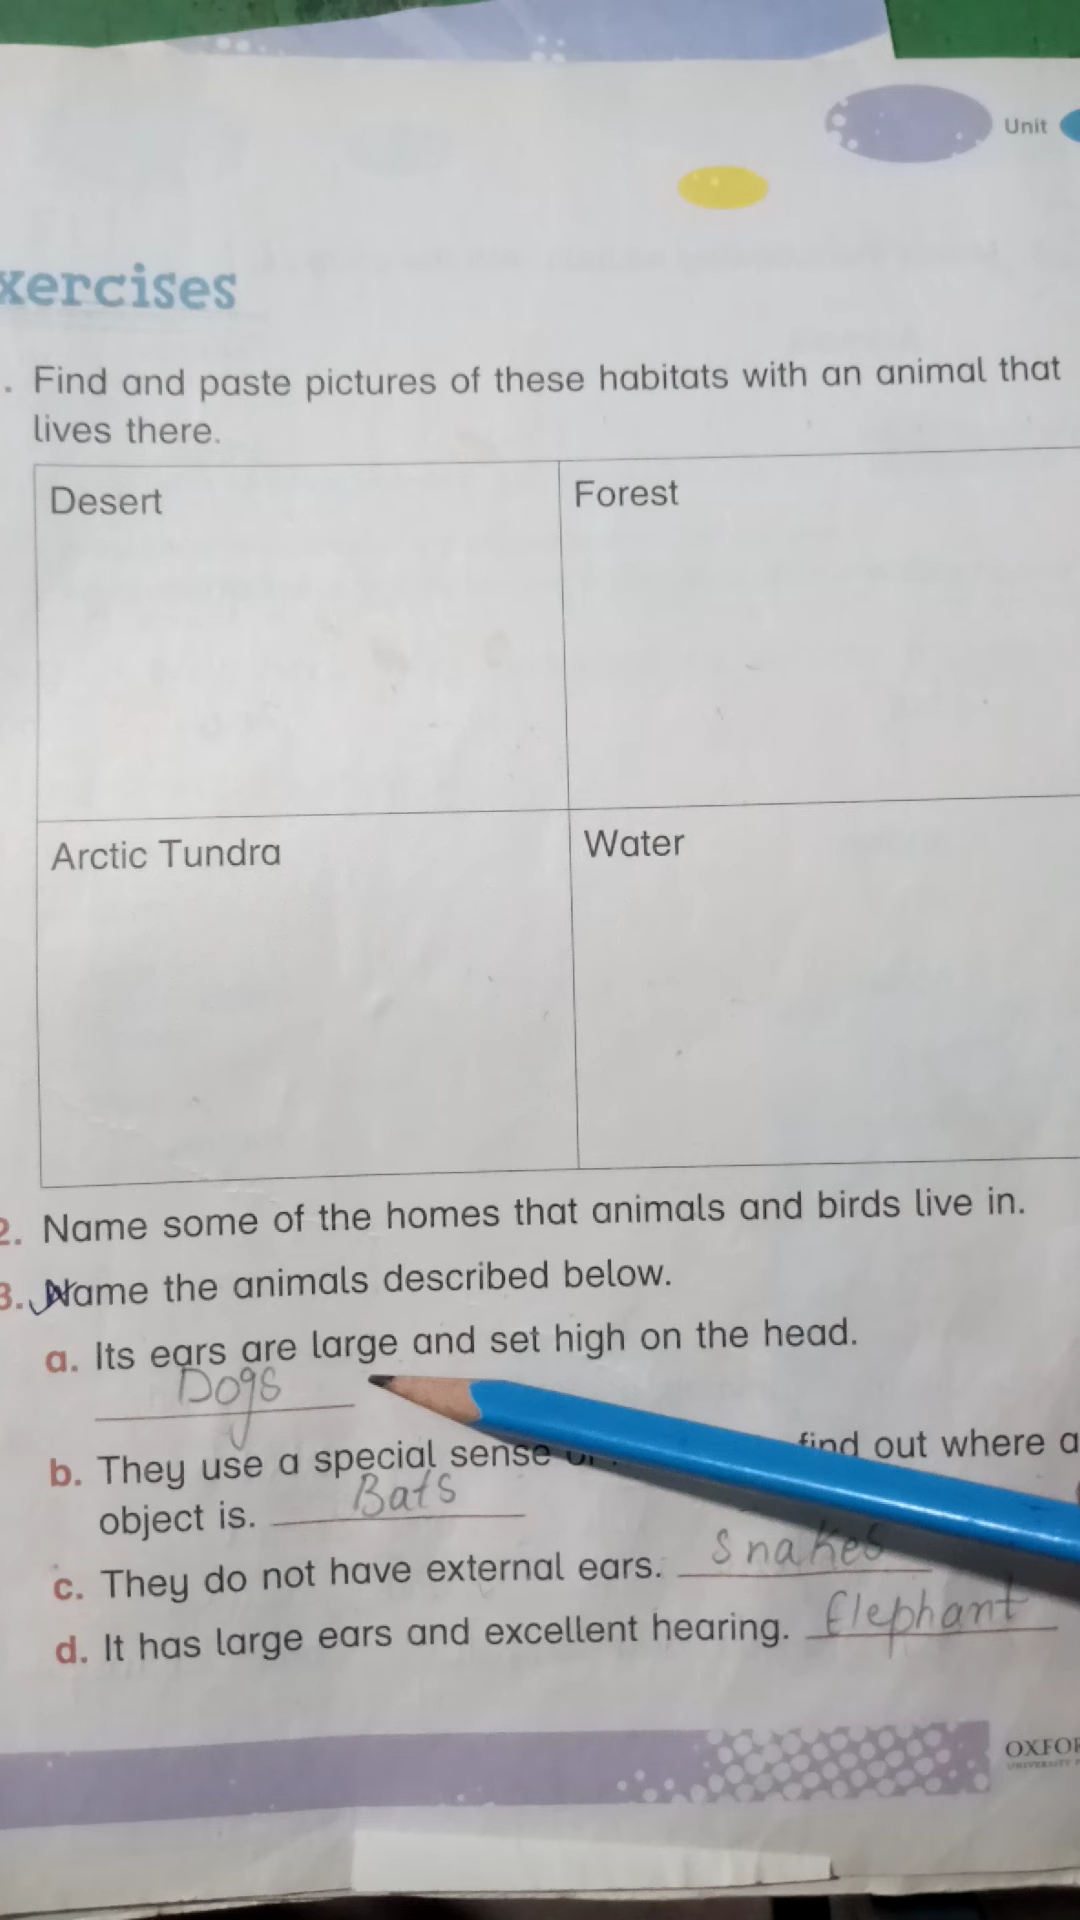 Unit
xercises
. Find and paste pictures of these habitats with an animal that
lives there.
Desert
Forest
Arctic Tundra
Water
2. Name some of the homes that animals and birds live in.
3. Name the animals described below.
a. Its ears are large and set high on the head.
Dogs
b. They use a special sense find out where a
object is. Bats
c. They do not have external ears. Snakes
d. It has large ears and excellent hearing. Elephant
OXFOR
UNIVERSITY